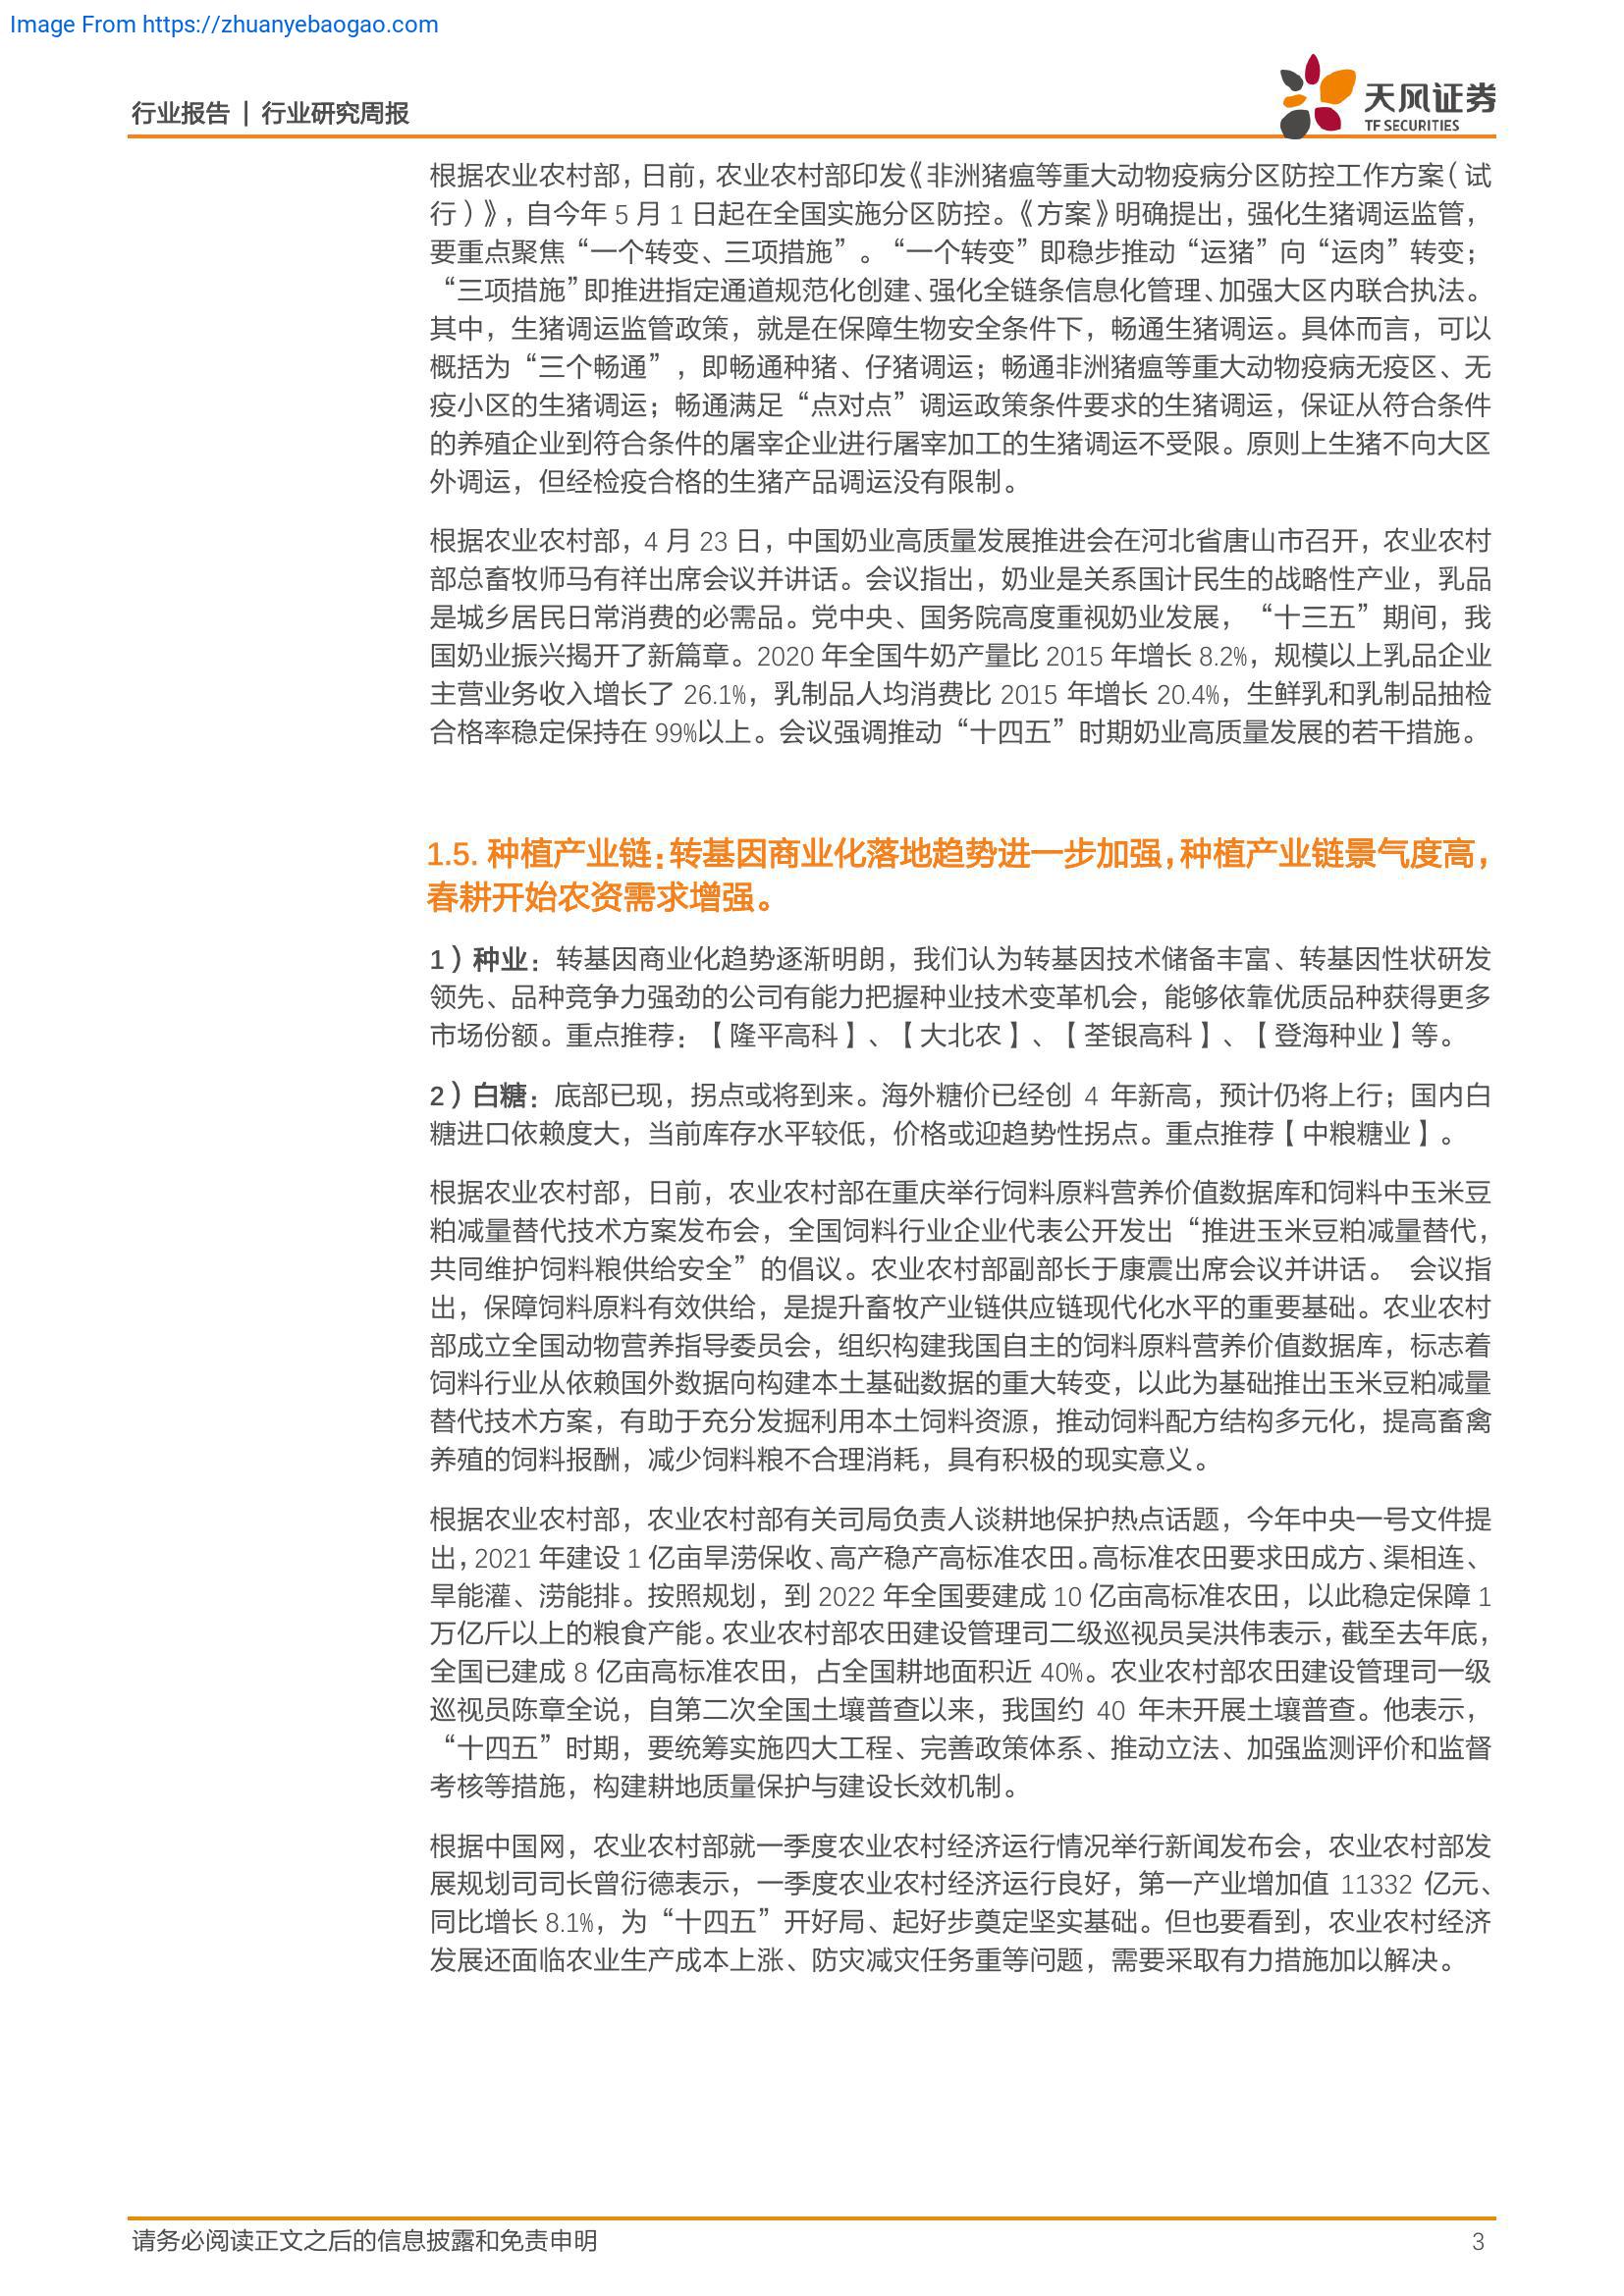 Image From https://zhuanyebaogao.com
行业报告 | 行业研究周报
天风证券
TF SECURITIES
根据农业农村部，日前，农业农村部印发《非洲猪瘟等重大动物疫病分区防控工作方案（试
行）》，自今年 5 月 1 日起在全国实施分区防控。《方案》明确提出，强化生猪调运监管，
要重点聚焦“一个转变、三项措施”。“一个转变”即稳步推动“运猪”向“运肉”转变；
“三项措施”即推进指定通道规范化创建、强化全链条信息化管理、加强大区内联合执法。
其中，生猪调运监管政策，就是在保障生物安全条件下，畅通生猪调运。具体而言，可以
概括为“三个畅通”，即畅通种猪、仔猪调运；畅通非洲猪瘟等重大动物疫病无疫区、无
疫小区的生猪调运；畅通满足“点对点”调运政策条件要求的生猪调运，保证从符合条件
的养殖企业到符合条件的屠宰企业进行屠宰加工的生猪调运不受限。原则上生猪不向大区
外调运，但经检疫合格的生猪产品调运没有限制。
根据农业农村部，4 月 23 日，中国奶业高质量发展推进会在河北省唐山市召开，农业农村
部总畜牧师马有祥出席会议并讲话。会议指出，奶业是关系国计民生的战略性产业，乳品
是城乡居民日常消费的必需品。党中央、国务院高度重视奶业发展，“十三五”期间，我
国奶业振兴揭开了新篇章。2020 年全国牛奶产量比 2015 年增长 8.2%，规模以上乳品企业
主营业务收入增长了 26.1%，乳制品人均消费比 2015 年增长 20.4%，生鲜乳和乳制品抽检
合格率稳定保持在 99%以上。会议强调推动“十四五”时期奶业高质量发展的若干措施。
1.5. 种植产业链：转基因商业化落地趋势进一步加强，种植产业链景气度高，
春耕开始农资需求增强。
1）种业：转基因商业化趋势逐渐明朗，我们认为转基因技术储备丰富、转基因性状研发
领先、品种竞争力强劲的公司有能力把握种业技术变革机会，能够依靠优质品种获得更多
市场份额。重点推荐：【隆平高科】、【大北农】、【荃银高科】、【登海种业】等。
2）白糖：底部已现，拐点或将到来。海外糖价已经创 4 年新高，预计仍将上行；国内白
糖进口依赖度大，当前库存水平较低，价格或迎趋势性拐点。重点推荐【中粮糖业】。
根据农业农村部，日前，农业农村部在重庆举行饲料原料营养价值数据库和饲料中玉米豆
粕减量替代技术方案发布会，全国饲料行业企业代表公开发出“推进玉米豆粕减量替代，
共同维护饲料粮供给安全”的倡议。农业农村部副部长于康震出席会议并讲话。 会议指
出，保障饲料原料有效供给，是提升畜牧产业链供应链现代化水平的重要基础。农业农村
部成立全国动物营养指导委员会，组织构建我国自主的饲料原料营养价值数据库，标志着
饲料行业从依赖国外数据向构建本土基础数据的重大转变，以此为基础推出玉米豆粕减量
替代技术方案，有助于充分发掘利用本土饲料资源，推动饲料配方结构多元化，提高畜禽
养殖的饲料报酬，减少饲料粮不合理消耗，具有积极的现实意义。
根据农业农村部，农业农村部有关司局负责人谈耕地保护热点话题，今年中央一号文件提
出，2021 年建设 1 亿亩旱涝保收、高产稳产高标准农田。高标准农田要求田成方、渠相连、
旱能灌、涝能排。按照规划，到 2022 年全国要建成 10 亿亩高标准农田，以此稳定保障 1
万亿斤以上的粮食产能。农业农村部农田建设管理司二级巡视员吴洪伟表示，截至去年底，
全国已建成 8 亿亩高标准农田，占全国耕地面积近 40%。农业农村部农田建设管理司一级
巡视员陈章全说，自第二次全国土壤普查以来，我国约 40 年未开展土壤普查。他表示，
“十四五”时期，要统筹实施四大工程、完善政策体系、推动立法、加强监测评价和监督
考核等措施，构建耕地质量保护与建设长效机制。
根据中国网，农业农村部就一季度农业农村经济运行情况举行新闻发布会，农业农村部发
展规划司司长曾衍德表示，一季度农业农村经济运行良好，第一产业增加值 11332 亿元、
同比增长 8.1%，为“十四五”开好局、起好步奠定坚实基础。但也要看到，农业农村经济
发展还面临农业生产成本上涨、防灾减灾任务重等问题，需要采取有力措施加以解决。
请务必阅读正文之后的信息披露和免责申明
3